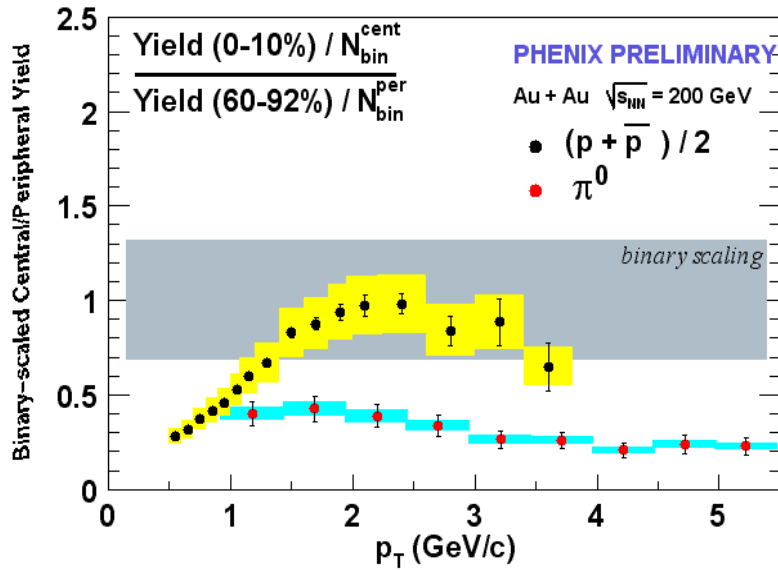 Binary-scaled Central/Peripheral Yield
2.5
2
1.5
1
0.5
0
Yield (0-10%) / N_bin^cent
Yield (60-92%) / N_bin^per
PHENIX PRELIMINARY
Au + Au √s_NN = 200 GeV
(p + p̅) / 2
π⁰
binary scaling
0 1 2 3 4 5
p_T (GeV/c)